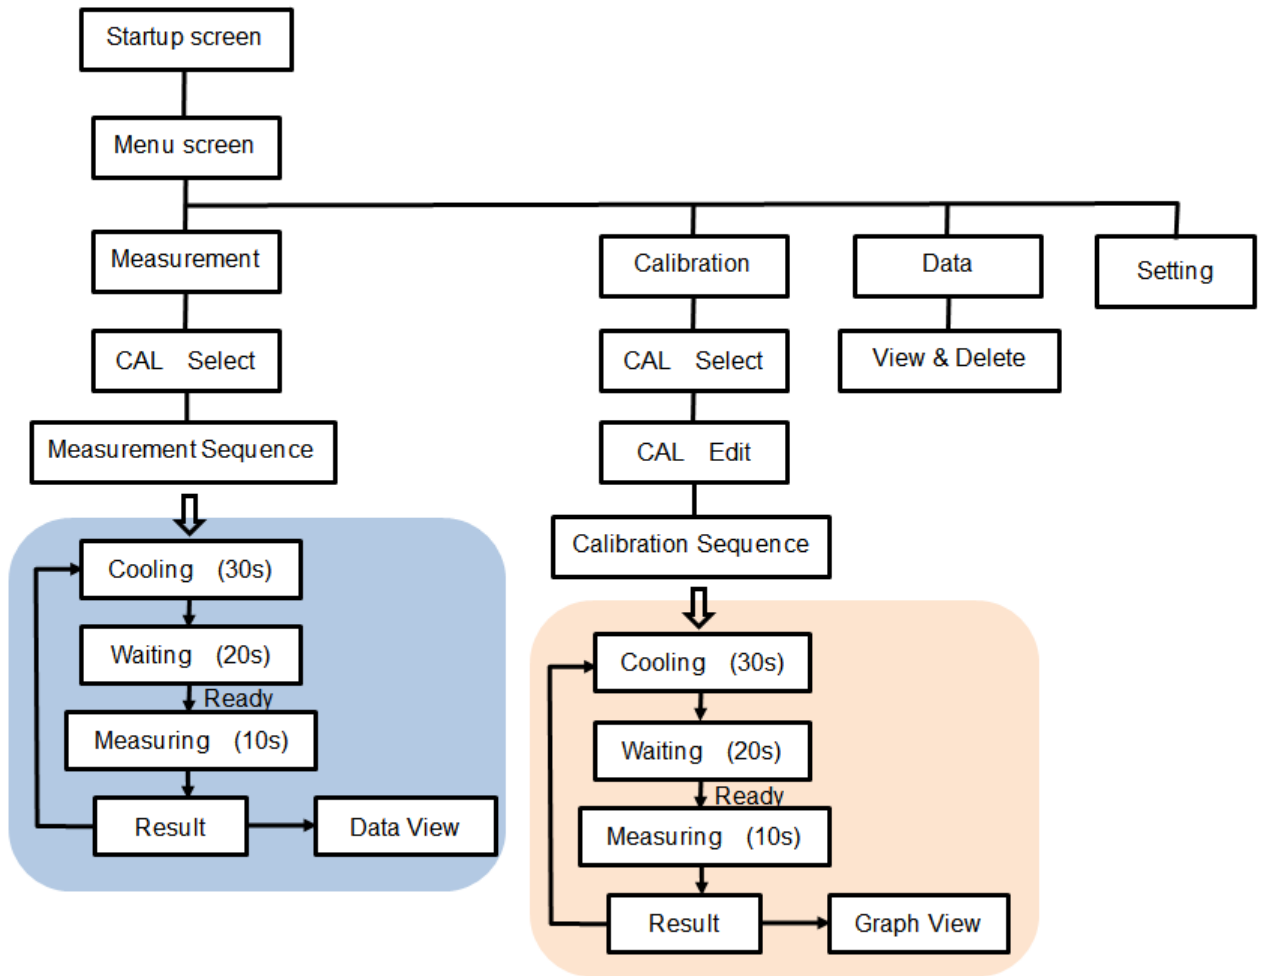 Startup screen
Menu screen
Measurement
Calibration
Data
Setting
CAL Select
CAL Select
View & Delete
Measurement Sequence
CAL Edit
Calibration Sequence
Cooling (30s)
Waiting (20s)
Ready
Measuring (10s)
Result
Data View
Cooling (30s)
Waiting (20s)
Ready
Measuring (10s)
Result
Graph View